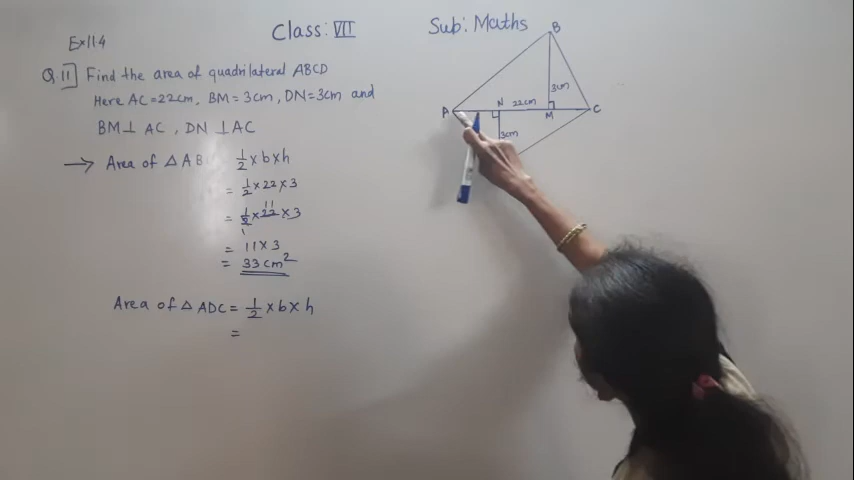 Class: VII
Sub: Maths
Ex11.4
Q.11] Find the area of quadrilateral ABCD
Here AC=22cm, BM=3cm, DN=3cm and
BM⊥ AC, DN ⊥AC
→ Area of △ AB 1/2 × b × h
= 1/2 × 22 × 3
= 1/2 × 22 × 3
11
1
= 11 × 3
= 33 cm²
Area of △ ADC = 1/2 × b × h
=
B
3cm
A
N
22cm
M
C
3cm